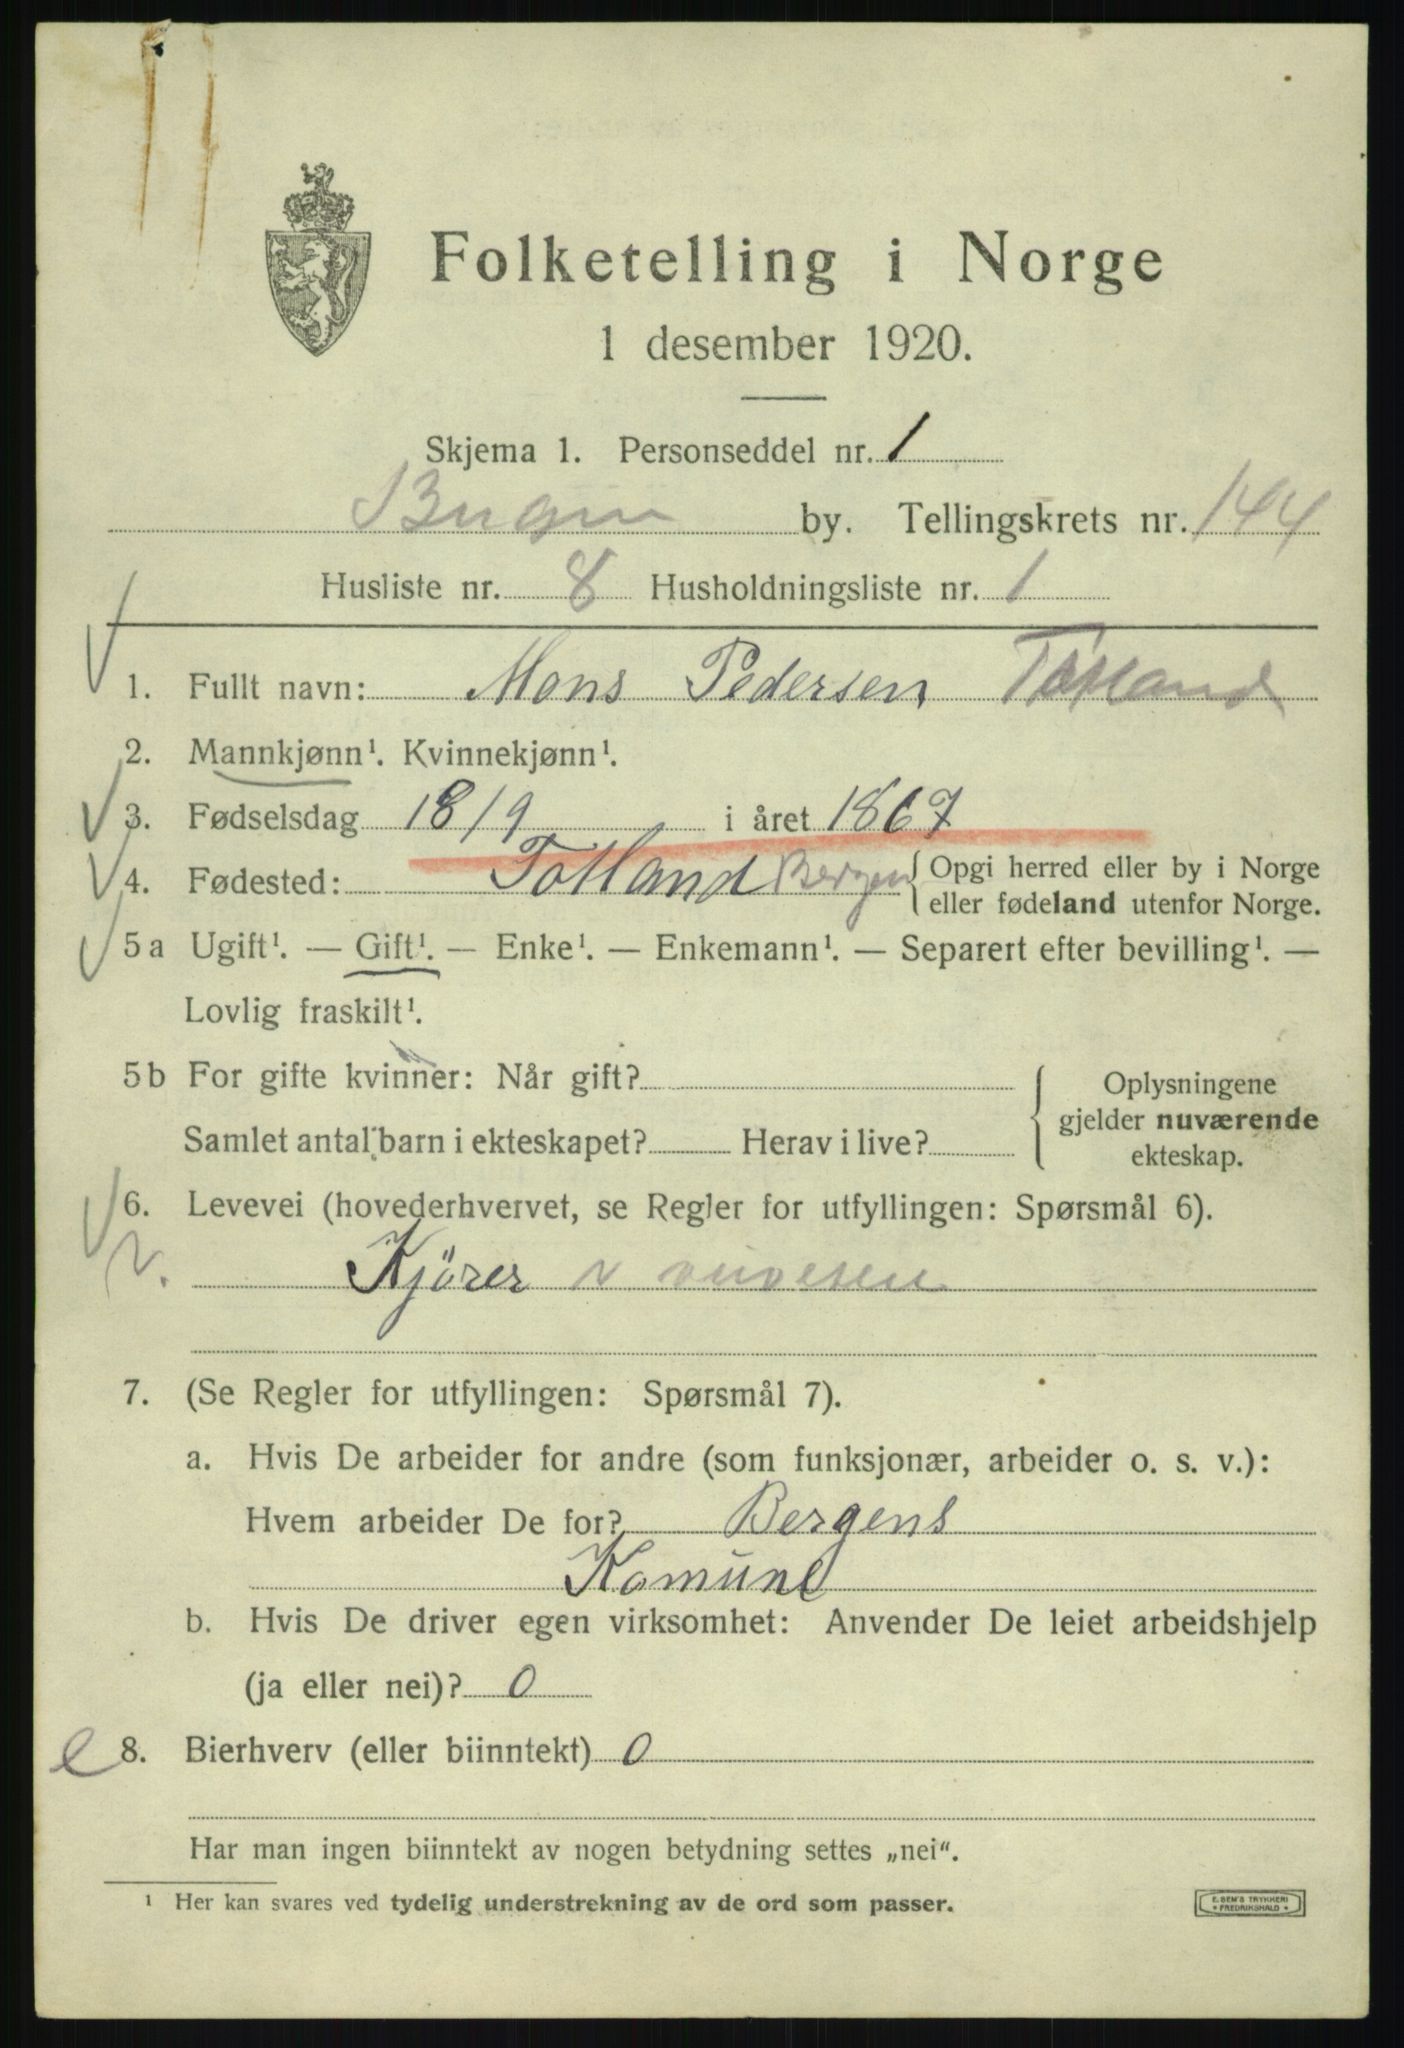 Folketelling i Norge
1 desember 1920.
Skjema 1. Personseddel nr. 1
Bergen by. Tellingskrets nr. 144
Husliste nr. 8 Husholdningsliste nr. 1
1. Fullt navn: Mons Pedersen Totland
2. Mannkjønn¹. Kvinnekjønn¹.
3. Fødselsdag 18/9 i året 1867
4. Fødested: Totland Bergen { Opgi herred eller by i Norge
eller fødeland utenfor Norge.
5a Ugift¹. — Gift¹. — Enke¹. — Enkemann¹. — Separert efter bevilling¹. —
Lovlig fraskilt¹.
5b For gifte kvinner: Når gift?
Samlet antal barn i ekteskapet? Herav i live?
{ Oplysningene
gjelder nuværende
ekteskap.
6. Levevei (hovederhvervet, se Regler for utfyllingen: Spørsmål 6).
Kjörer v
7. (Se Regler for utfyllingen: Spørsmål 7).
a. Hvis De arbeider for andre (som funksjonær, arbeider o. s. v.):
Hvem arbeider De for? Bergens
Komune
b. Hvis De driver egen virksomhet: Anvender De leiet arbeidshjelp
(ja eller nei)? 0
e 8. Bierhverv (eller biinntekt) 0
Har man ingen biinntekt av nogen betydning settes „nei“.
¹ Her kan svares ved tydelig understrekning av de ord som passer.
E. SEM'S TRYKKERI
FREDRIKSHALD